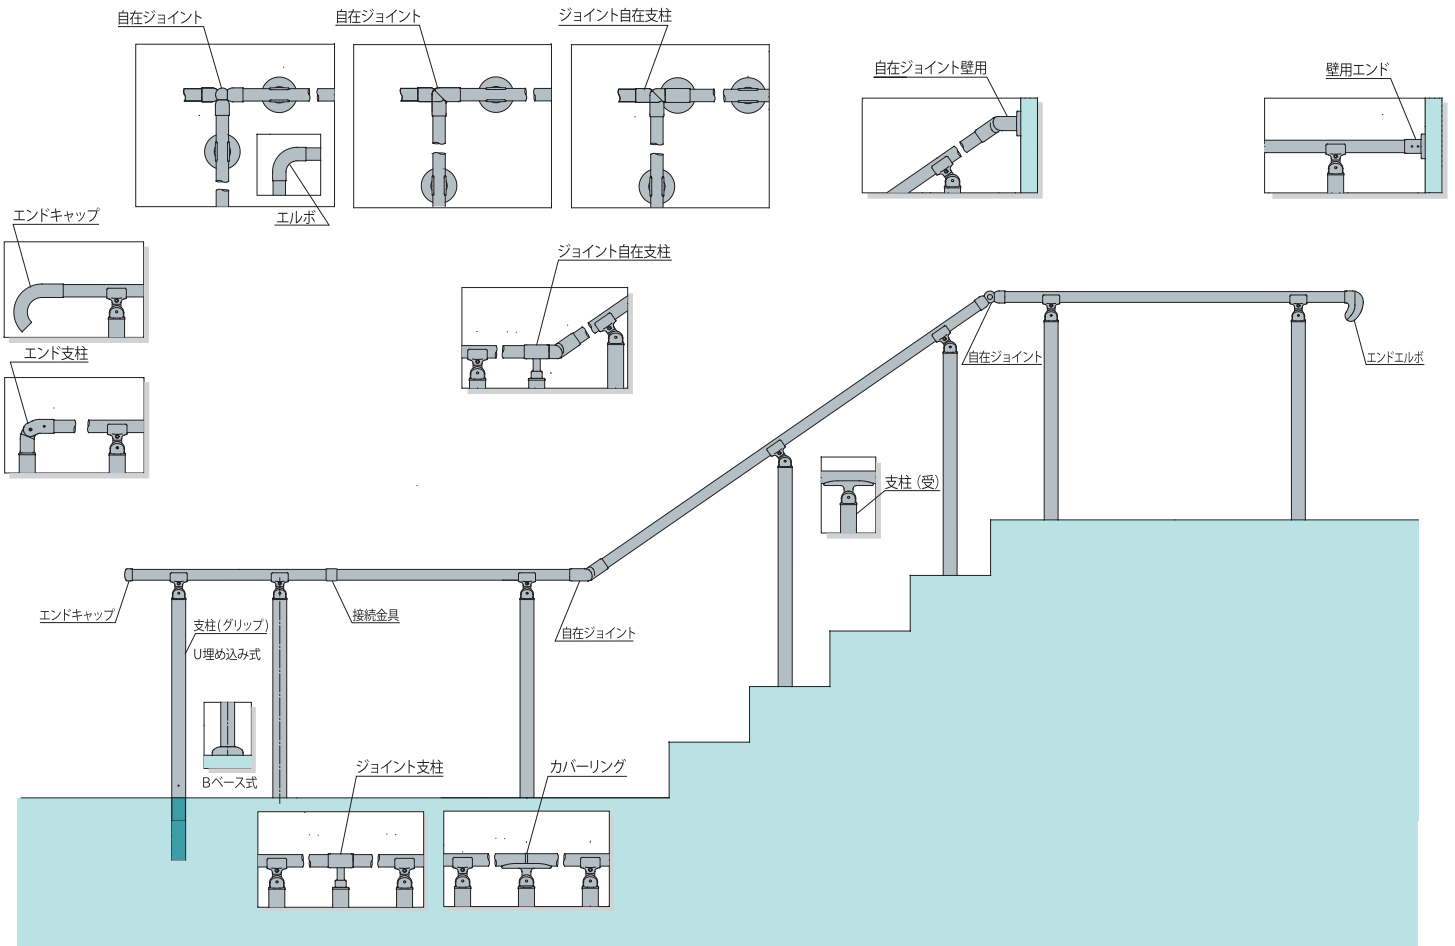 自在ジョイント
自在ジョイント
ジョイント自在支柱
自在ジョイント壁用
壁用エンド
エルボ
エンドキャップ
ジョイント自在支柱
エンド支柱
自在ジョイント
エンドエルボ
支柱（受）
エンドキャップ
支柱(グリップ)
U埋め込み式
接続金具
自在ジョイント
Bベース式
ジョイント支柱
カバーリング